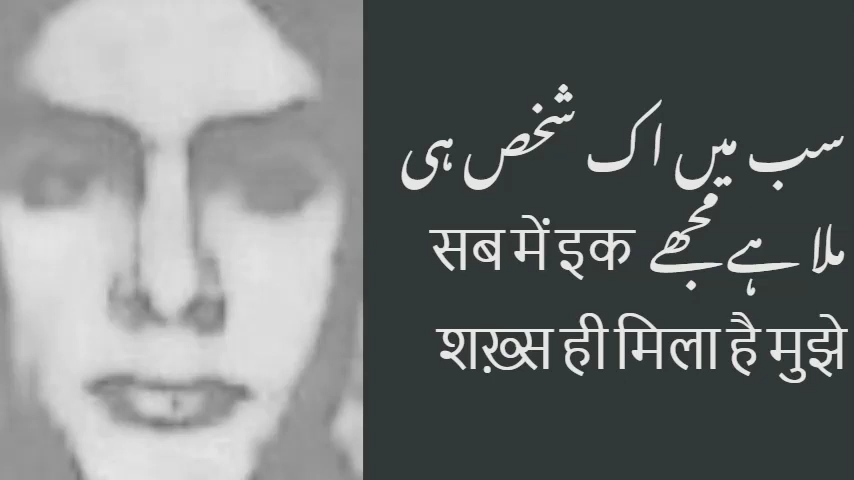 سب میں اک شخص ہی
ملا ہے مجھے सब में इक
शख़्स ही मिला है मुझे